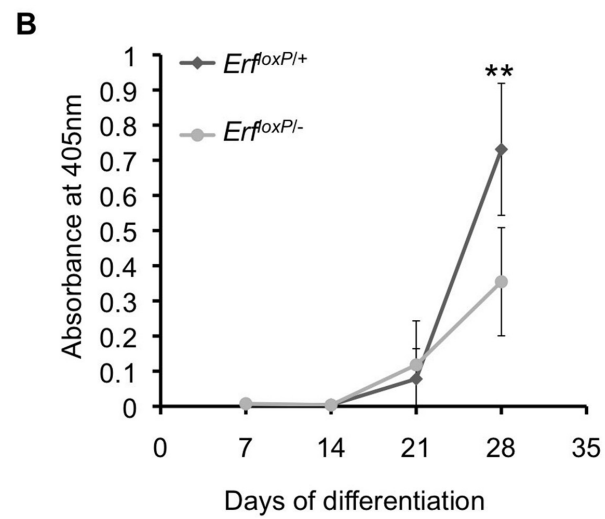 B
Erf^loxP/+
Erf^loxP/-
**
Absorbance at 405nm
1
0.9
0.8
0.7
0.6
0.5
0.4
0.3
0.2
0.1
0
0 7 14 21 28 35
Days of differentiation